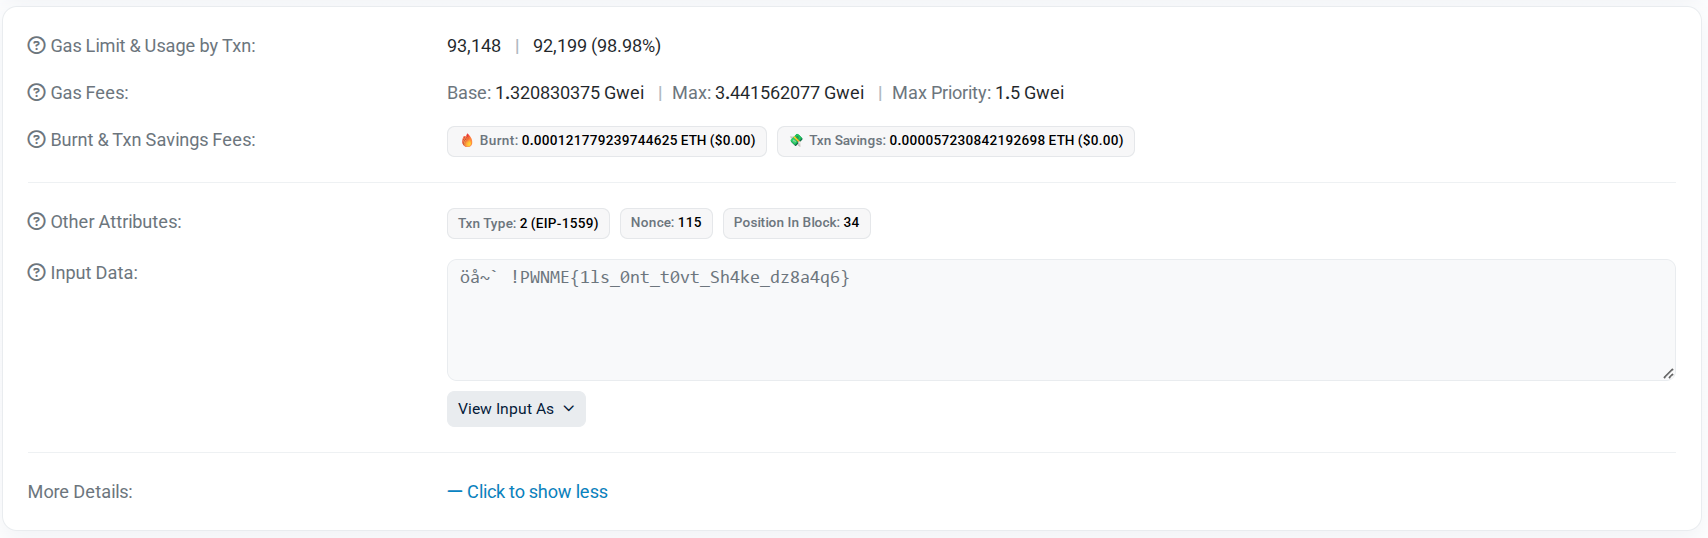 Gas Limit & Usage by Txn: 93,148 | 92,199 (98.98%)
Gas Fees: Base: 1.320830375 Gwei | Max: 3.441562077 Gwei | Max Priority: 1.5 Gwei
Burnt & Txn Savings Fees: Burnt: 0.000121779239744625 ETH ($0.00) Txn Savings: 0.000057230842192698 ETH ($0.00)
Other Attributes: Txn Type: 2 (EIP-1559) Nonce: 115 Position In Block: 34
Input Data: öå~` !PWNME{1ls_0nt_t0vt_Sh4ke_dz8a4q6}
View Input As
More Details: — Click to show less